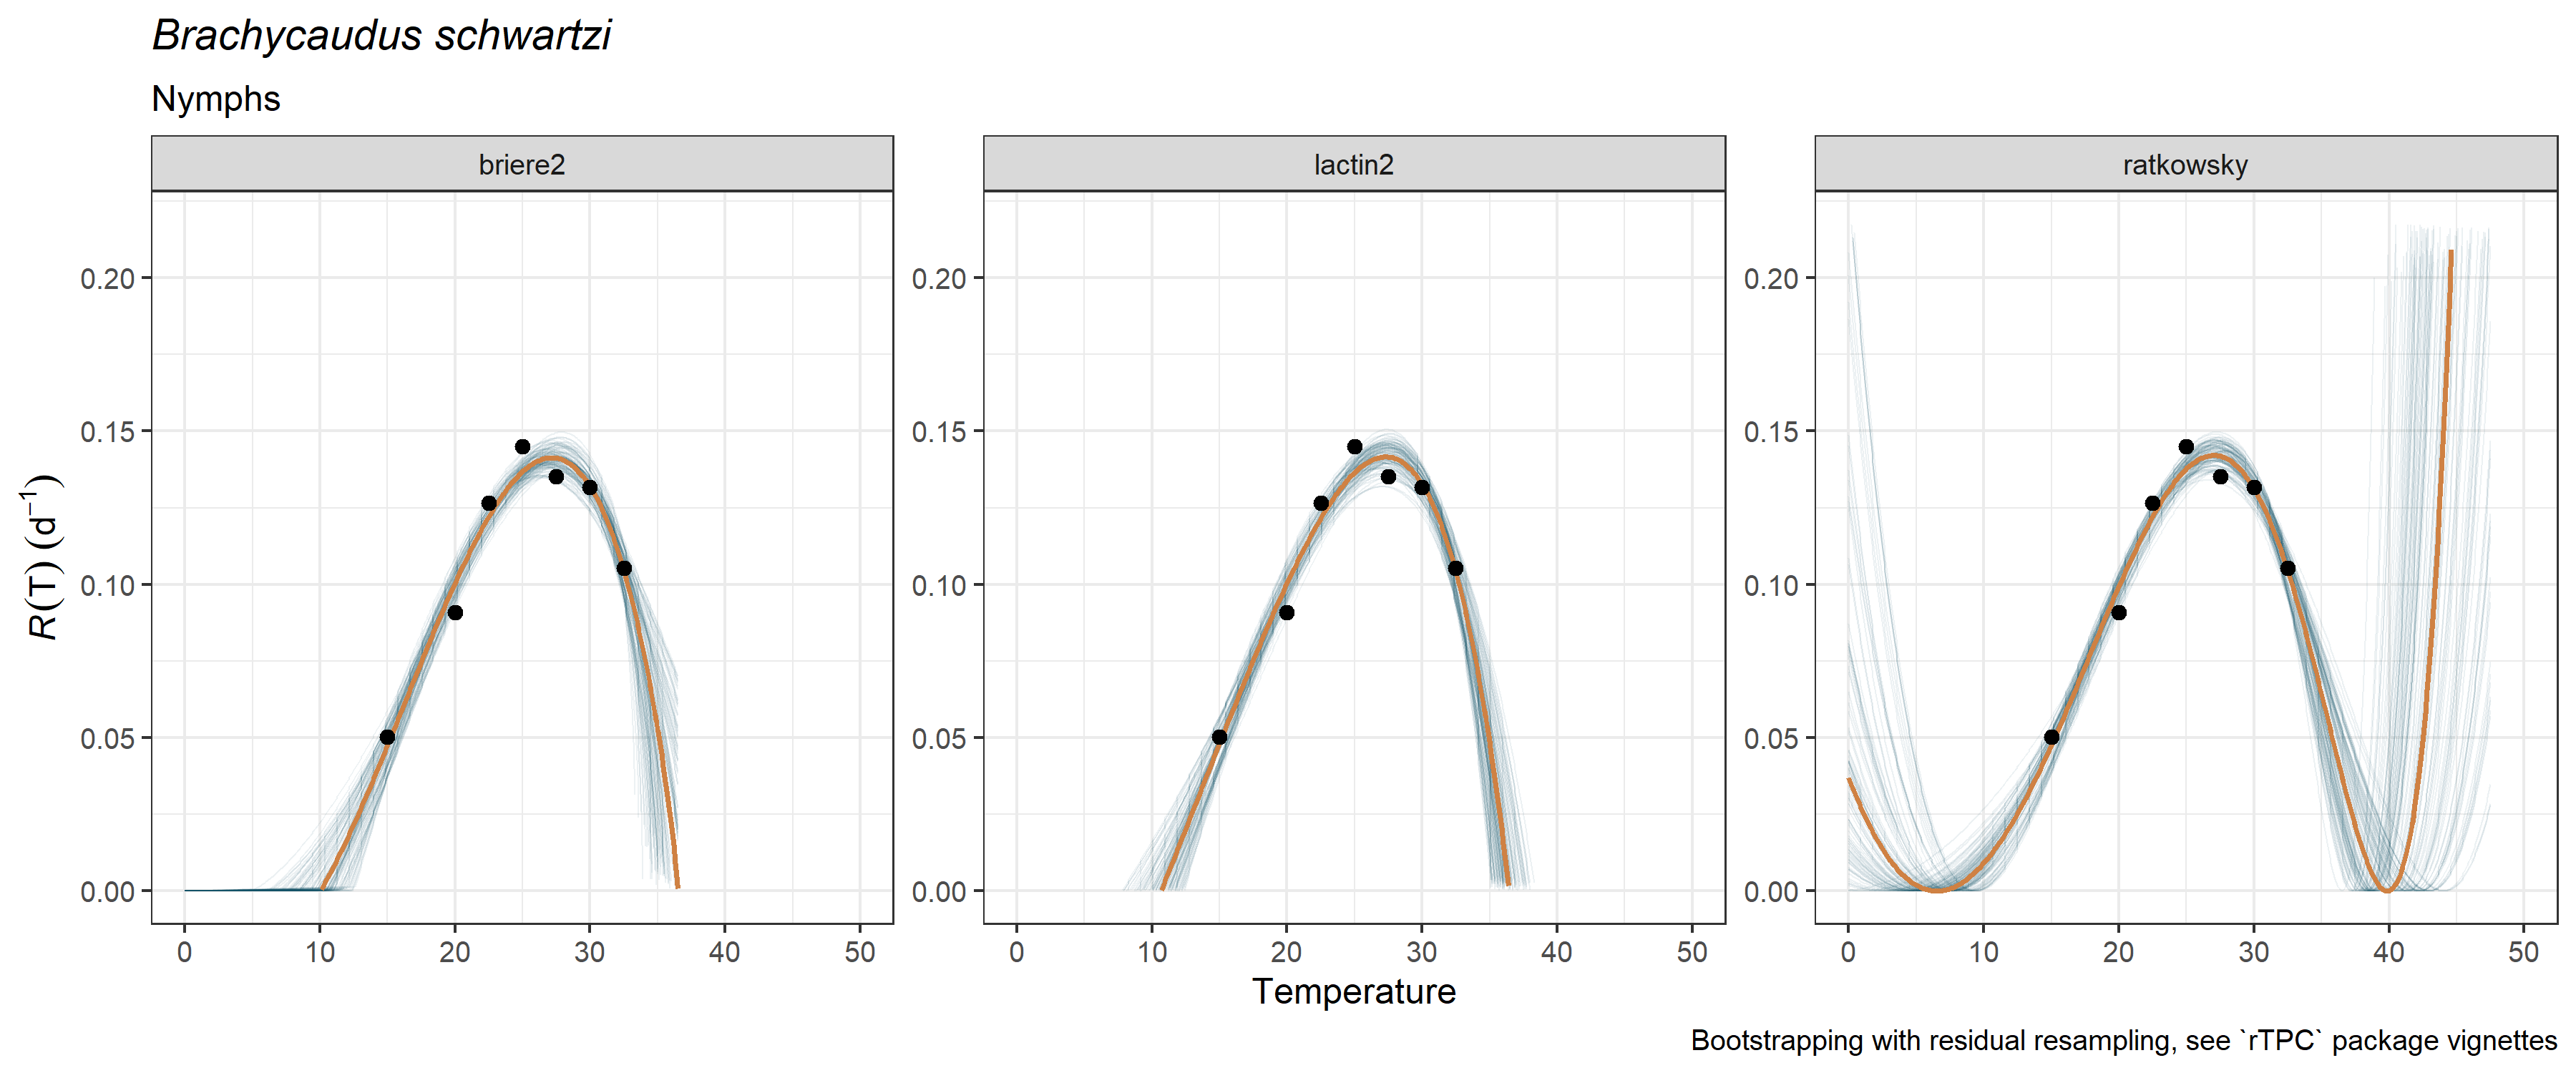 Brachycaudus schwartzi
Nymphs
briere2
lactin2
ratkowsky
R(T) (d⁻¹)
0.20
0.15
0.10
0.05
0.00
0.20
0.15
0.10
0.05
0.00
0.20
0.15
0.10
0.05
0.00
0 10 20 30 40 50
0 10 20 30 40 50
0 10 20 30 40 50
Temperature
Bootstrapping with residual resampling, see `rTPC` package vignettes